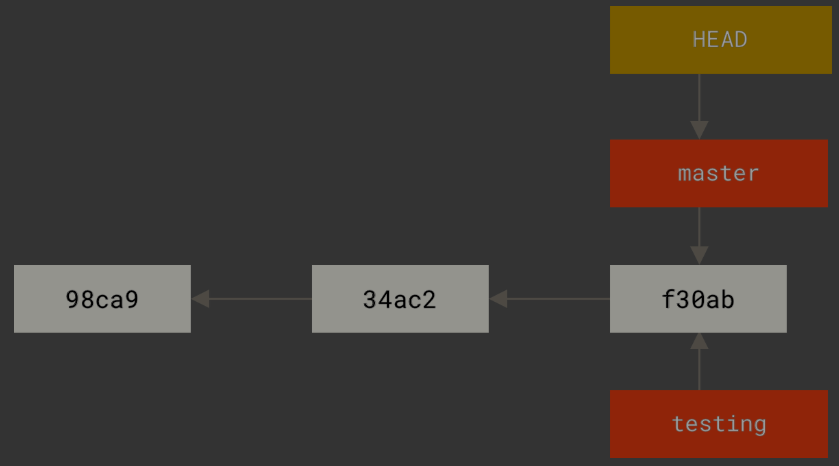 HEAD
master
98ca9
34ac2
f30ab
testing